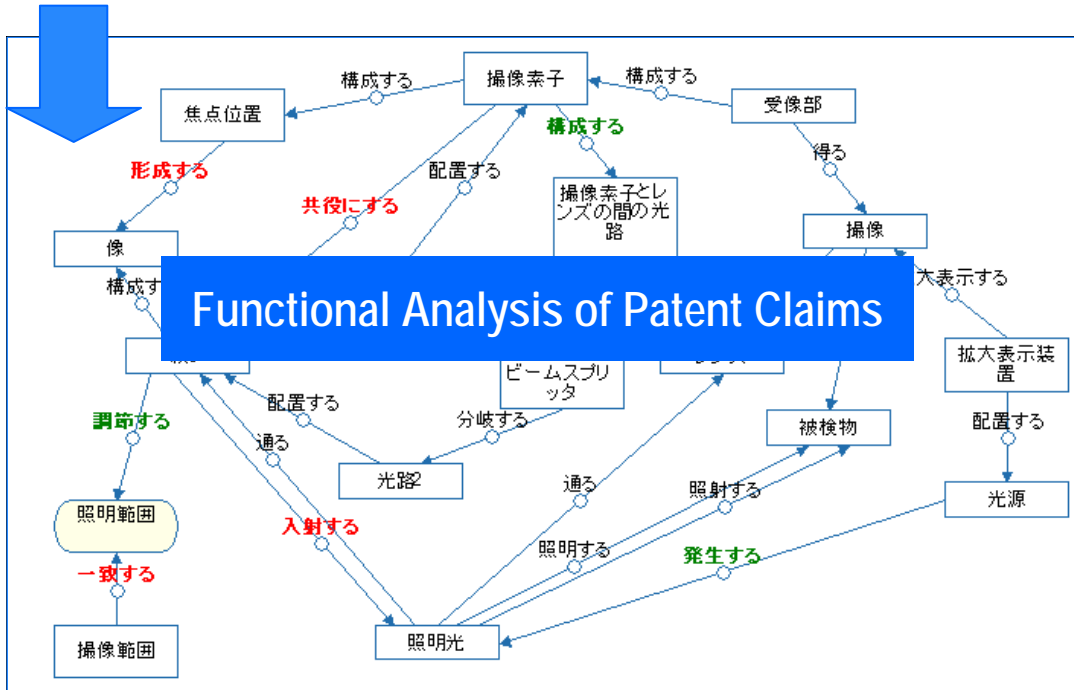 構成する
撮像素子
構成する
焦点位置
受像部
構成する
得る
形成する
配置する
共役にする
撮像素子とレ
ンズの間の光
路
像
撮像
構成す
大表示する
Functional Analysis of Patent Claims
ビームスプリ
ッタ
拡大表示装
置
配置する
分岐する
調節する
通る
被検物
配置する
光路2
通る
照射する
光源
照明範囲
入射する
照明する
発生する
一致する
撮像範囲
照明光